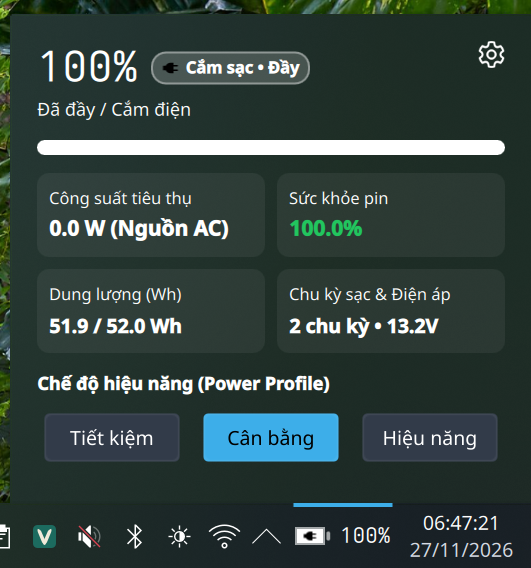 100%
Cắm sạc • Đầy
Đã đầy / Cắm điện
Công suất tiêu thụ
0.0 W (Nguồn AC)
Sức khỏe pin
100.0%
Dung lượng (Wh)
51.9 / 52.0 Wh
Chu kỳ sạc & Điện áp
2 chu kỳ • 13.2V
Chế độ hiệu năng (Power Profile)
Tiết kiệm
Cân bằng
Hiệu năng
V
100%
06:47:21
27/11/2026